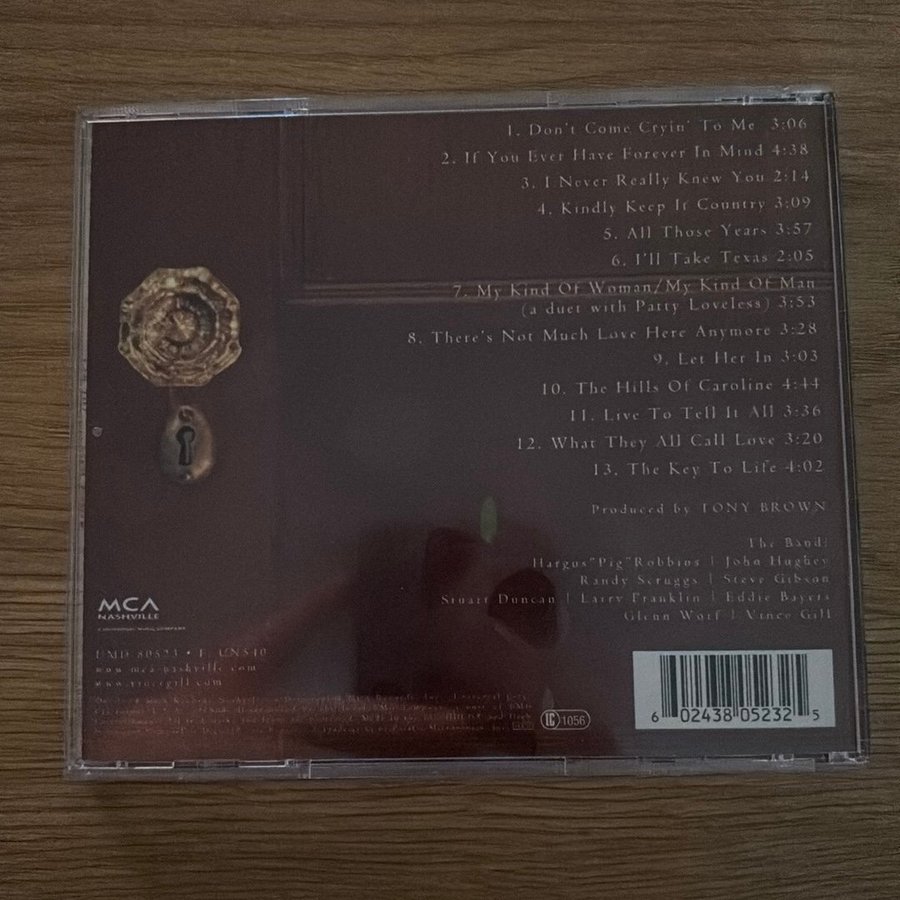 1. Don't Come Cryin' To Me 3:06
2. If You Ever Have Forever In Mind 4:38
3. I Never Really Knew You 2:14
4. Kindly Keep It Country 3:09
5. All Those Years 3:57
6. I'll Take Texas 2:05
7. My Kind Of Woman/My Kind Of Man
(a duet with Patty Loveless) 3:53
8. There's Not Much Love Here Anymore 3:28
9. Let Her In 3:03
10. The Hills Of Caroline 4:44
11. Live To Tell It All 3:36
12. What They All Call Love 3:20
13. The Key To Life 4:02
Produced by TONY BROWN
The Band:
Hargus "Pig" Robbins | John Hughey
Randy Scruggs | Steve Gibson
Stuart Duncan | Larry Franklin | Eddie Bayers
Glenn Worf | Vince Gill
MCA
NASHVILLE
UMD 80523
www.mca-nashville.com
www.vincegill.com
LC 1056
6 02438 05232 5